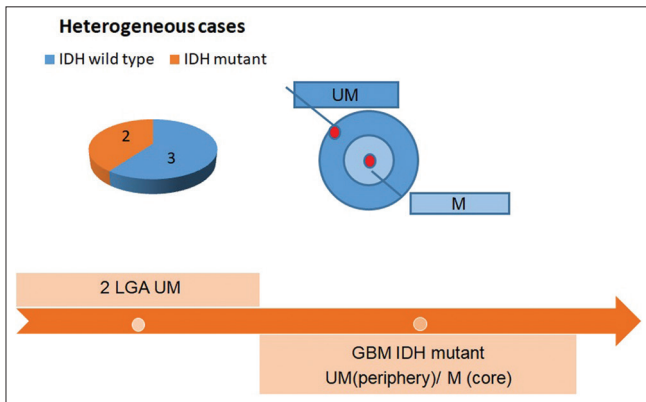 Heterogeneous cases
IDH wild type IDH mutant
UM
2
3
M
2 LGA UM
GBM IDH mutant
UM(periphery)/ M (core)